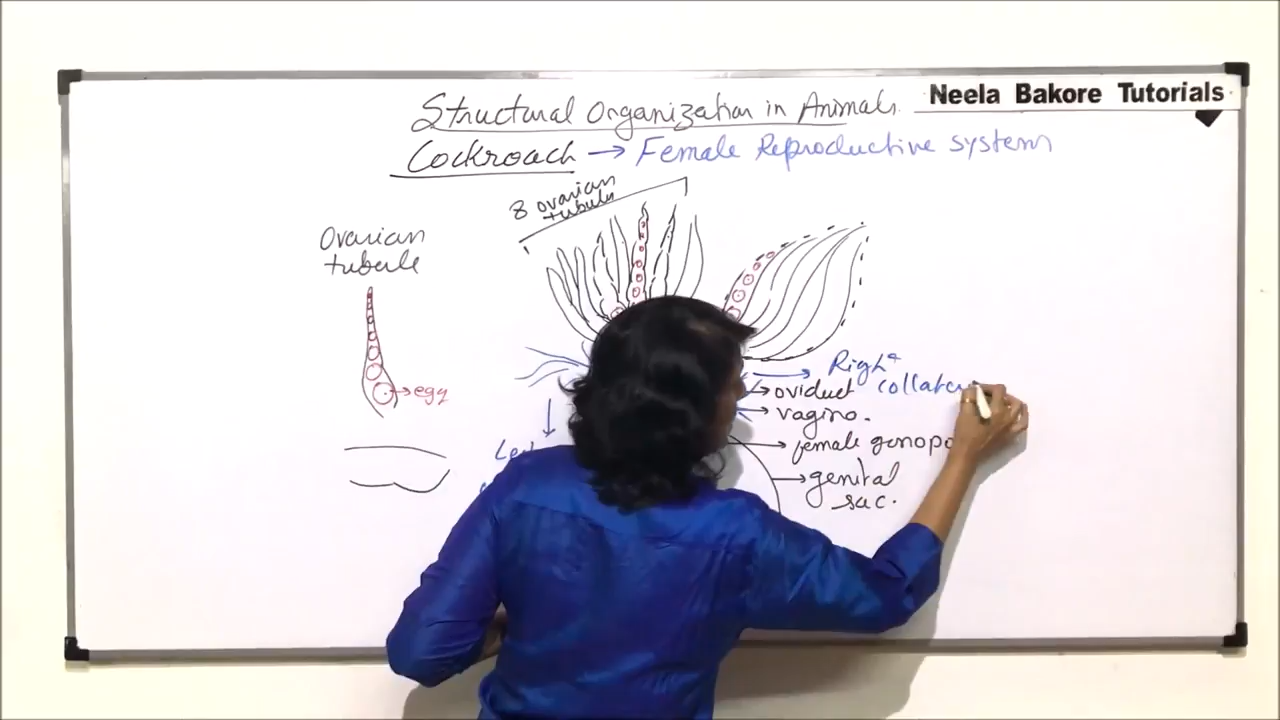 Neela Bakore Tutorials
Structural Organization in Animals
Cockroach → Female Reproductive system
8 ovarian
tubule
Ovarian
tubule
→egg
→ Right
→oviduct
collater
→vagina.
→female gonopo
→genital
sac.